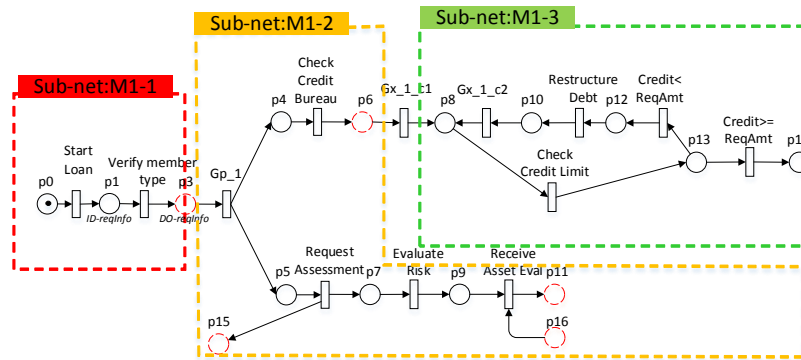 Sub-net:M1-2
Sub-net:M1-3
Sub-net:M1-1
Check
Credit
Bureau
p4
p6
Gx_1_c1
p8
Gx_1_c2
p10
Restructure
Debt
p12
Credit<
ReqAmt
Credit>=
ReqAmt
p13
p1
Check
Credit Limit
Start
Loan
Verify member
type
Gp_1
p0
p1
p3
ID-reqInfo
DO-reqInfo
Request
Assessment
Evaluate
Risk
Receive
Asset Eval
p5
p7
p9
p11
p15
p16